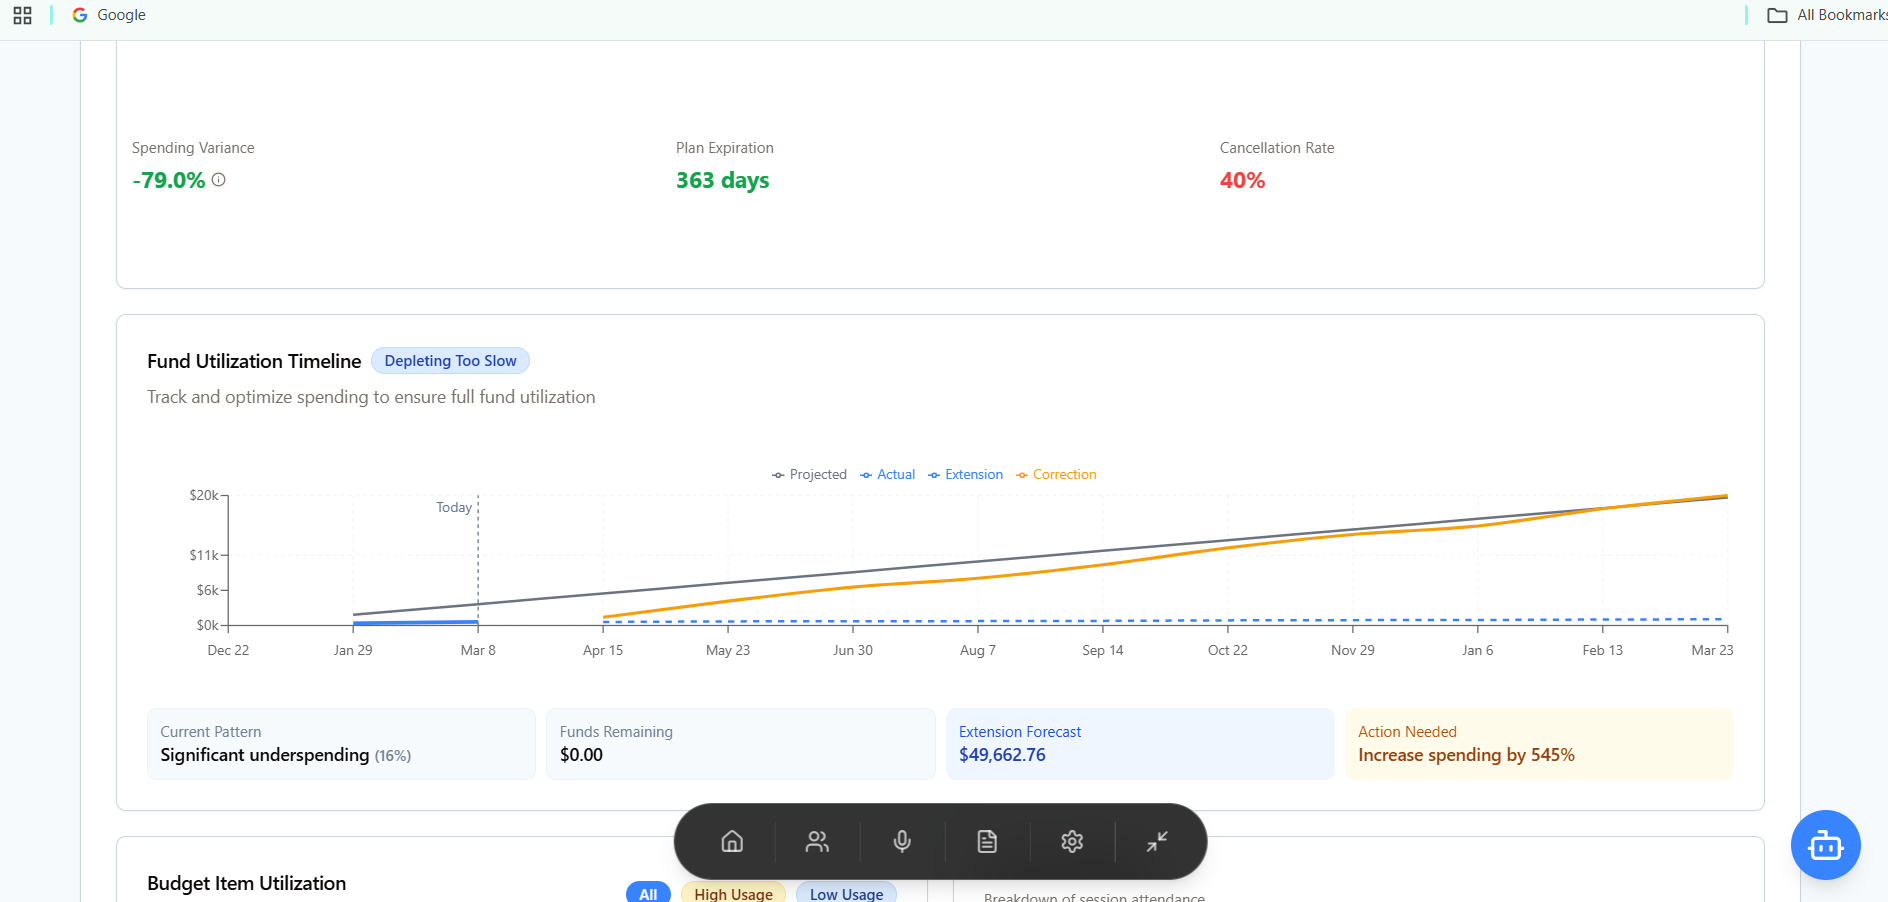 Google
All Bookmarks
Spending Variance
Plan Expiration
Cancellation Rate
-79.0%
363 days
40%
Fund Utilization Timeline
Depleting Too Slow
Track and optimize spending to ensure full fund utilization
Projected Actual Extension Correction
$20k
Today
$11k
$6k
$0k
Dec 22 Jan 29 Mar 8 Apr 15 May 23 Jun 30 Aug 7 Sep 14 Oct 22 Nov 29 Jan 6 Feb 13 Mar 23
Current Pattern
Significant underspending (16%)
Funds Remaining
$0.00
Extension Forecast
$49,662.76
Action Needed
Increase spending by 545%
Budget Item Utilization
All
High Usage
Low Usage
Breakdown of session attendance